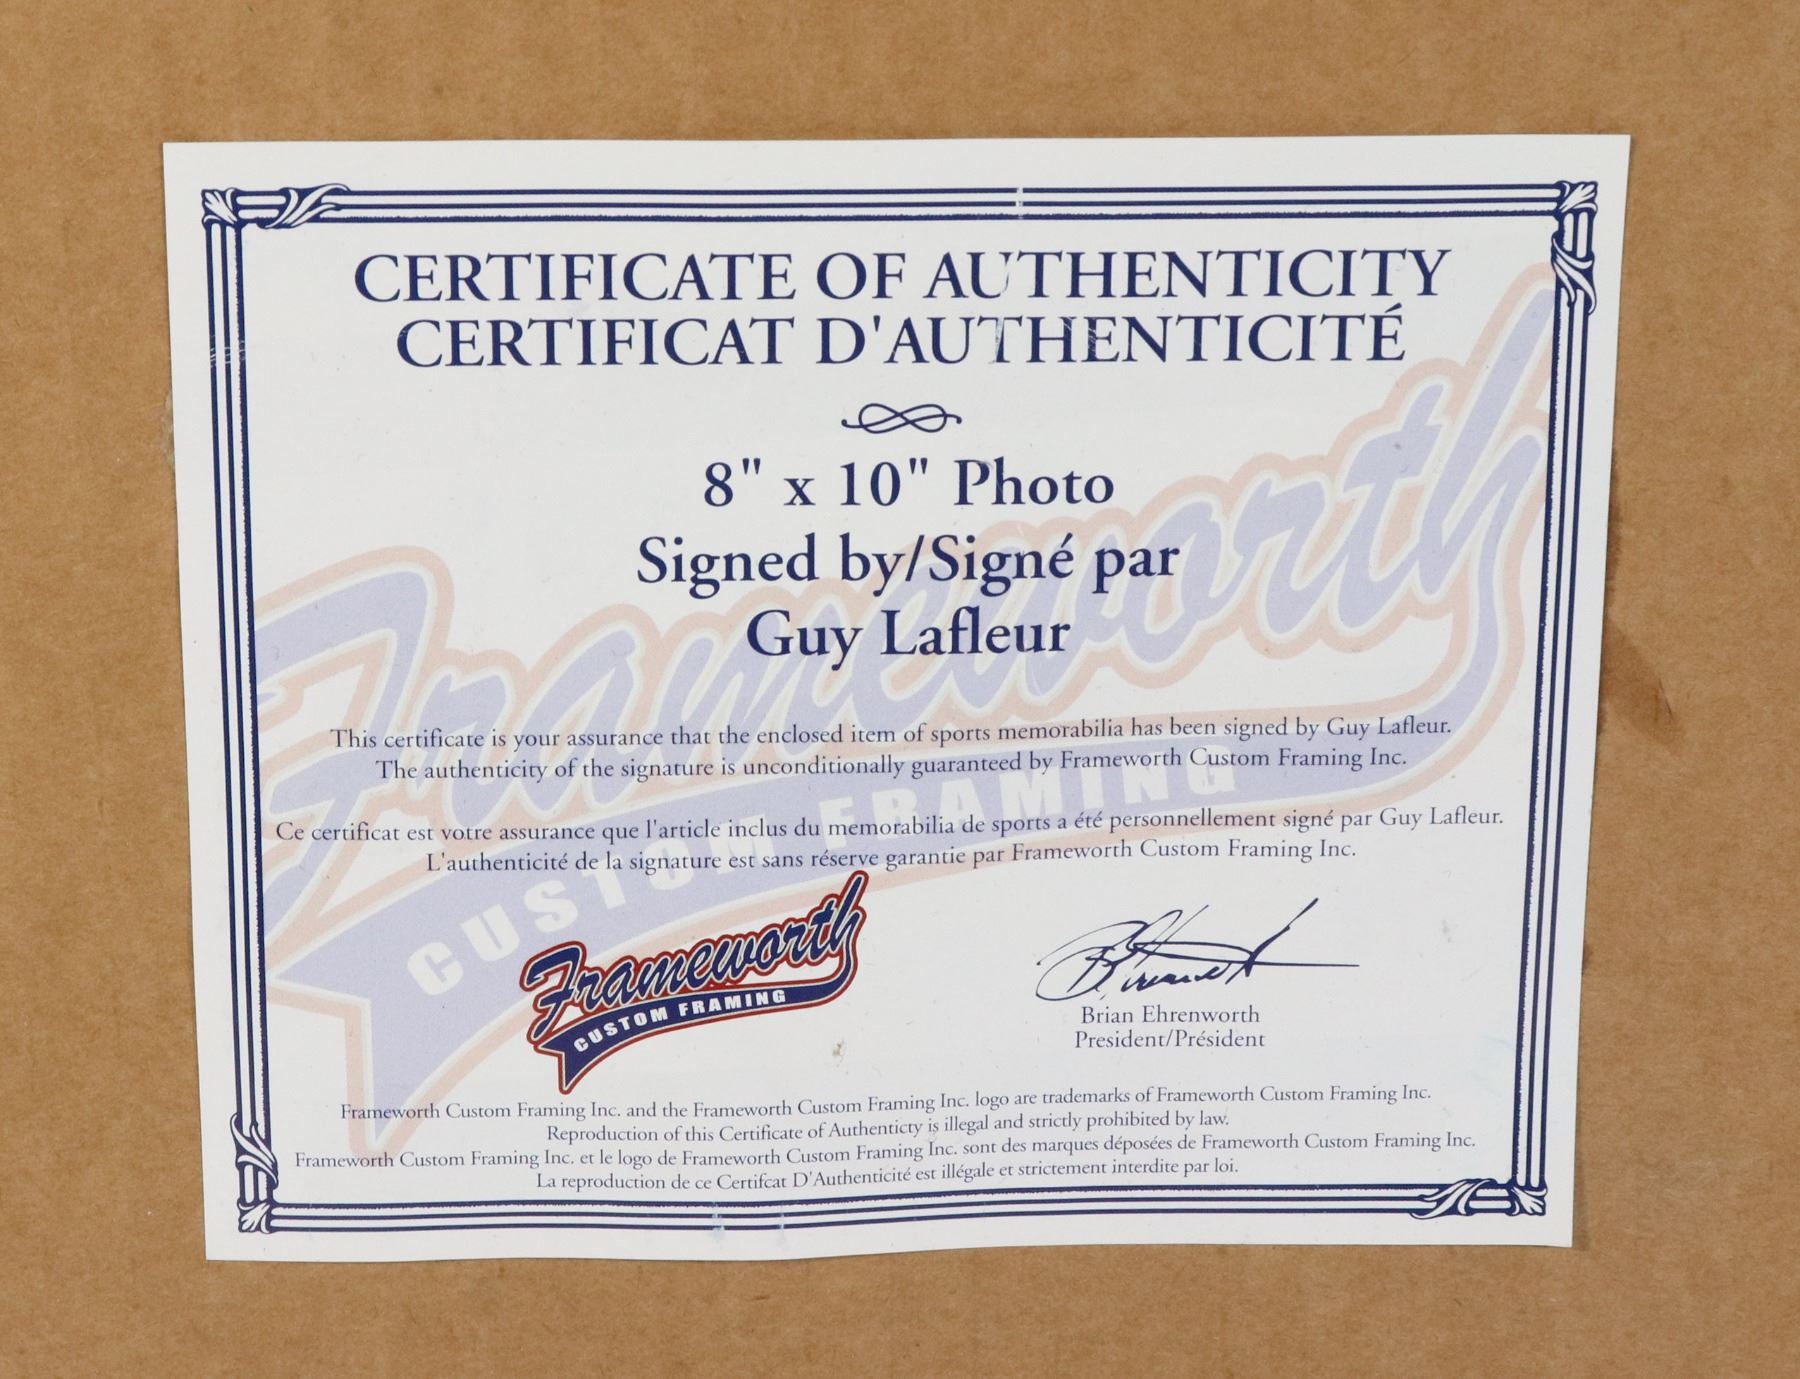 CERTIFICATE OF AUTHENTICITY
CERTIFICAT D'AUTHENTICITÉ
8" x 10" Photo
Signed by/Signé par
Guy Lafleur
This certificate is your assurance that the enclosed item of sports memorabilia has been signed by Guy Lafleur.
The authenticity of the signature is unconditionally guaranteed by Frameworth Custom Framing Inc.
Ce certificat est votre assurance que l'article inclus du memorabilia de sports a été personnellement signé par Guy Lafleur.
L'authenticité de la signature est sans réserve garantie par Frameworth Custom Framing Inc.
Frameworth
CUSTOM FRAMING
Frameworth
CUSTOM FRAMING
Brian Ehrenworth
President/Président
Frameworth Custom Framing Inc. and the Frameworth Custom Framing Inc. logo are trademarks of Frameworth Custom Framing Inc.
Reproduction of this Certificate of Authenticty is illegal and strictly prohibited by law.
Frameworth Custom Framing Inc. et le logo de Frameworth Custom Framing Inc. sont des marques déposées de Frameworth Custom Framing Inc.
La reproduction de ce Certifcat D'Authenticité est illégale et strictement interdite par loi.